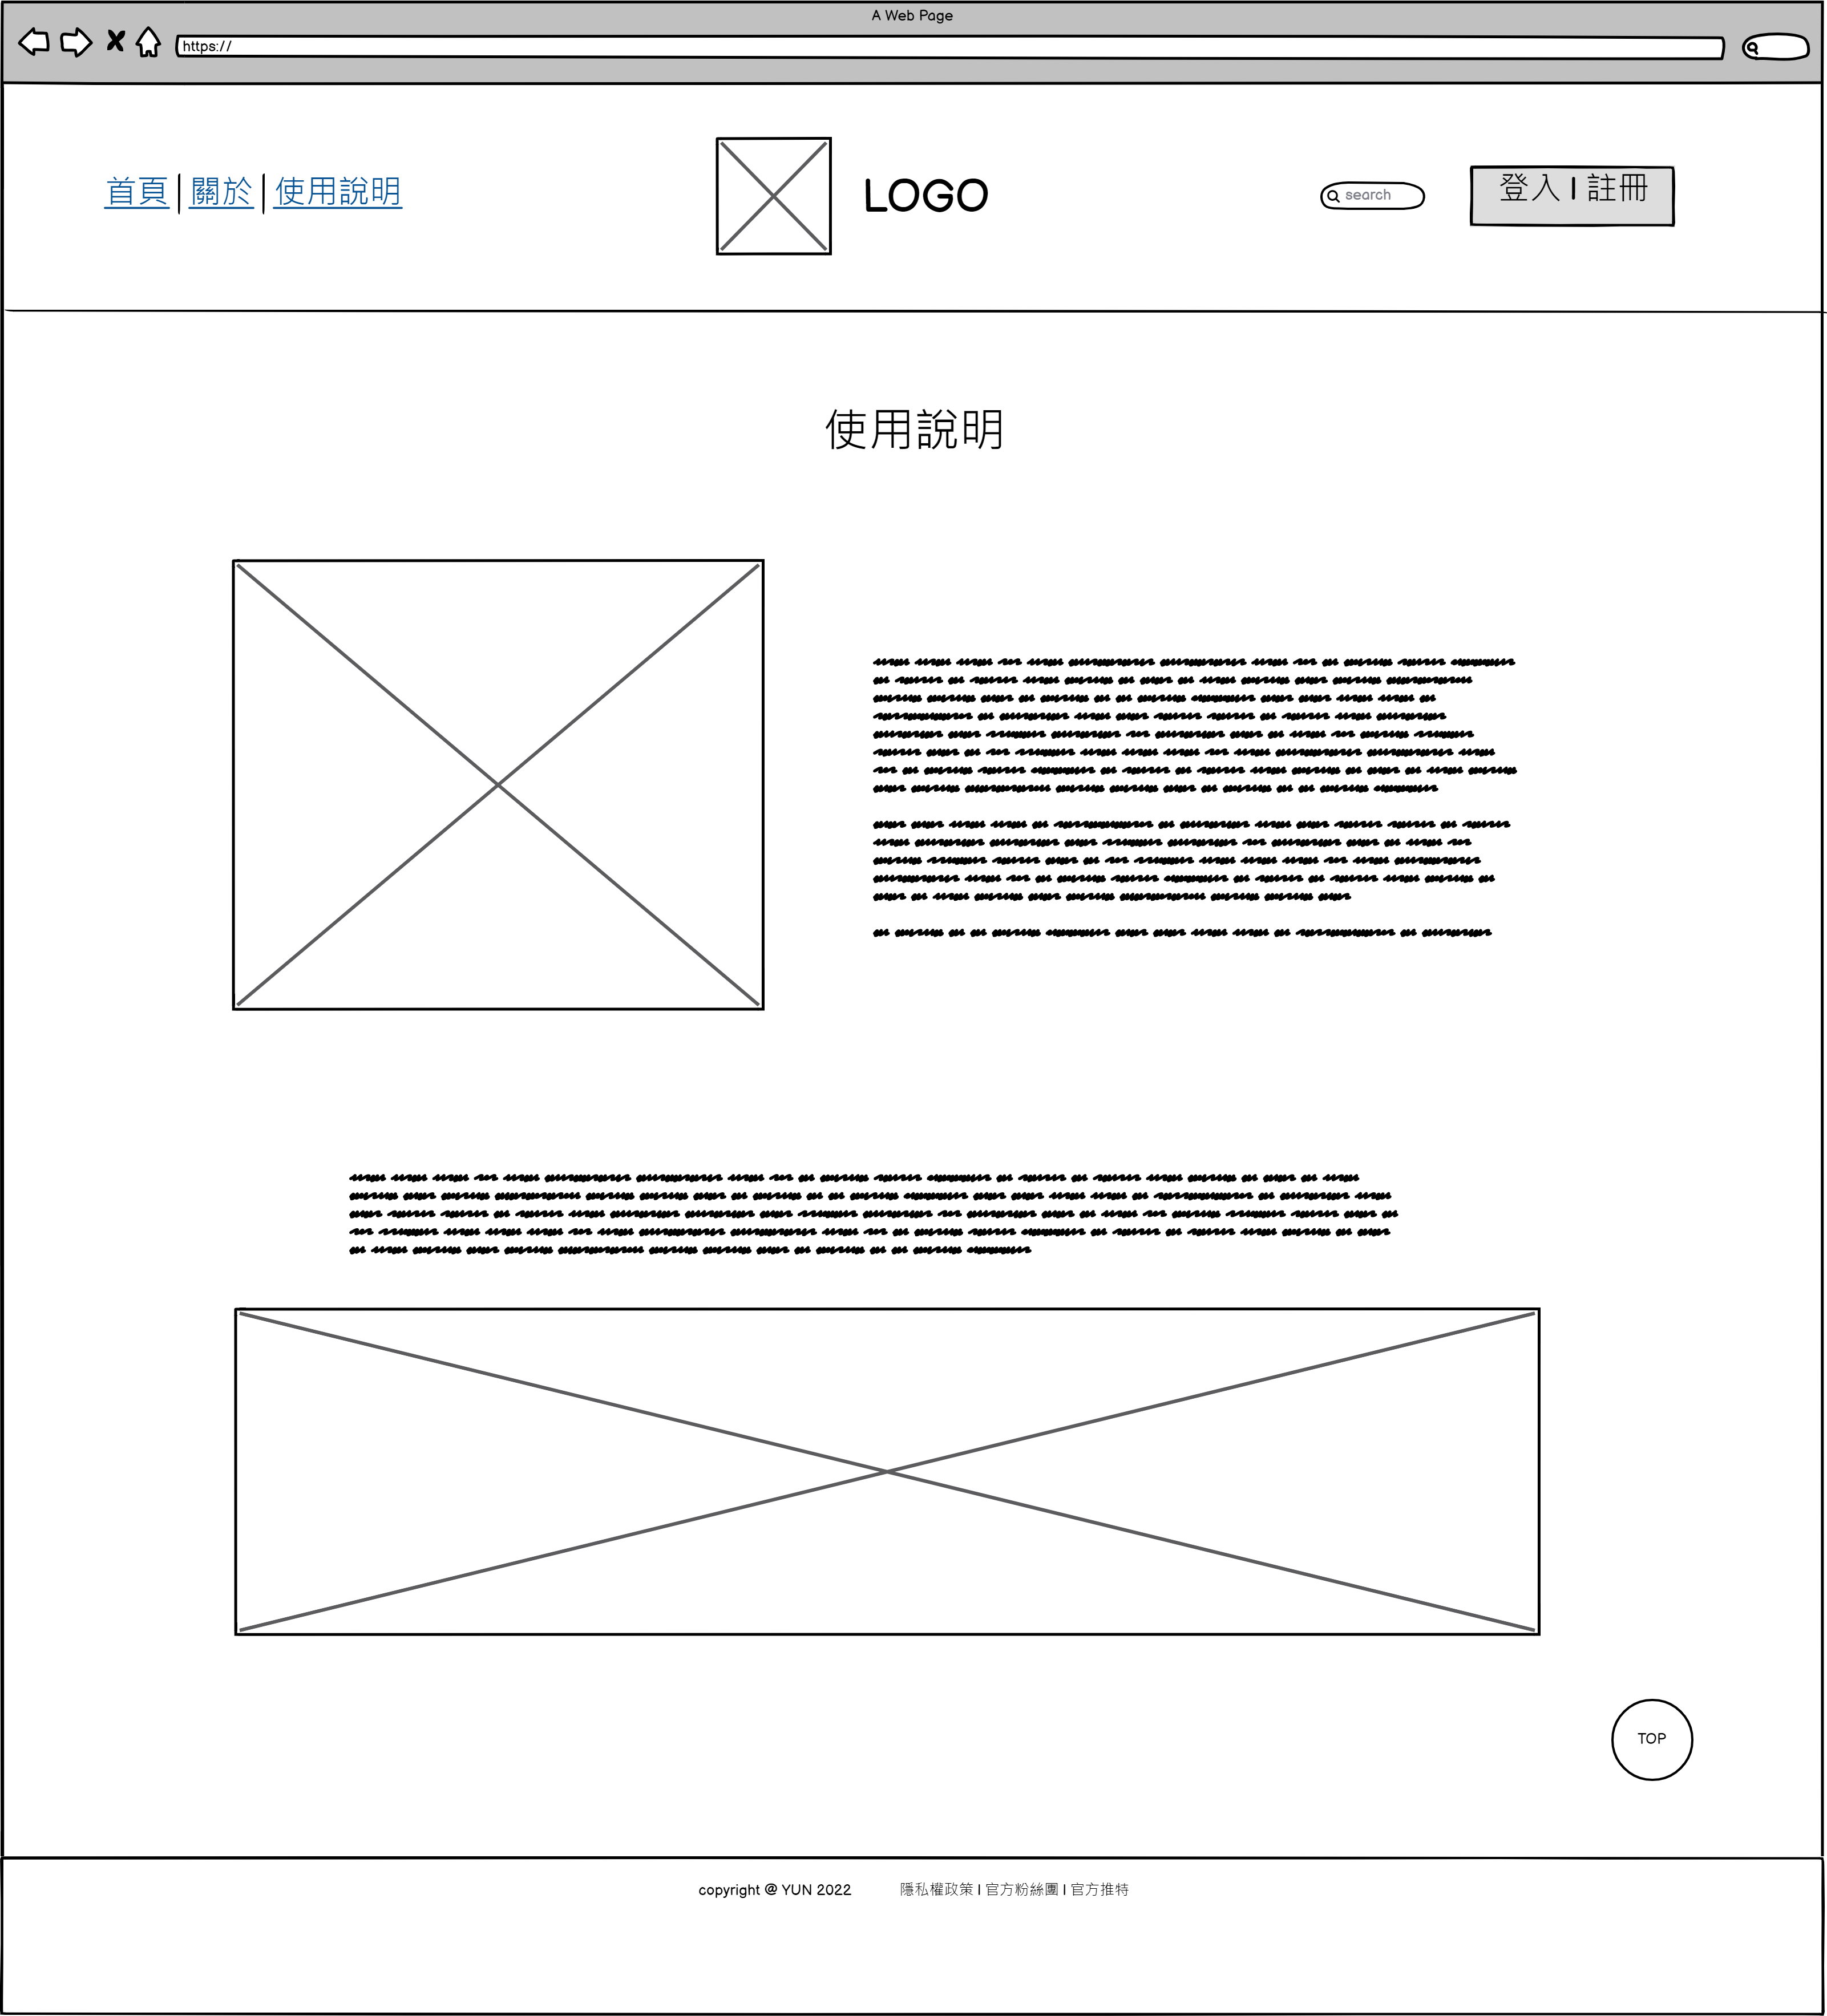 A Web Page
https://
首頁 | 關於 | 使用說明
LOGO
search
登入 | 註冊
使用說明
TOP
copyright @ YUN 2022
隱私權政策 | 官方粉絲團 | 官方推特